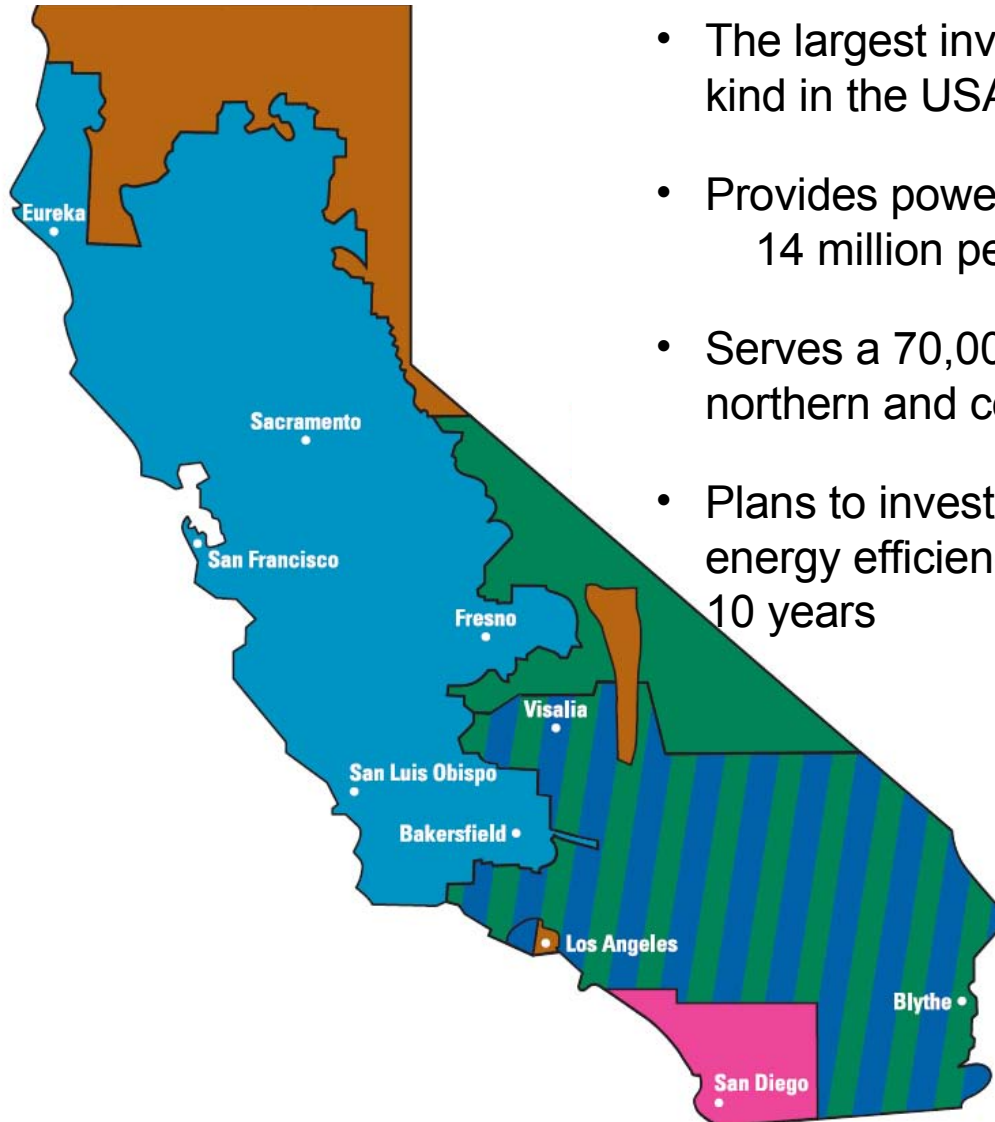 • The largest inv
kind in the USA
• Provides powe
14 million pe
• Serves a 70,00
northern and c
• Plans to invest
energy efficien
10 years
Eureka
Sacramento
San Francisco
Fresno
Visalia
San Luis Obispo
Bakersfield
Los Angeles
Blythe
San Diego